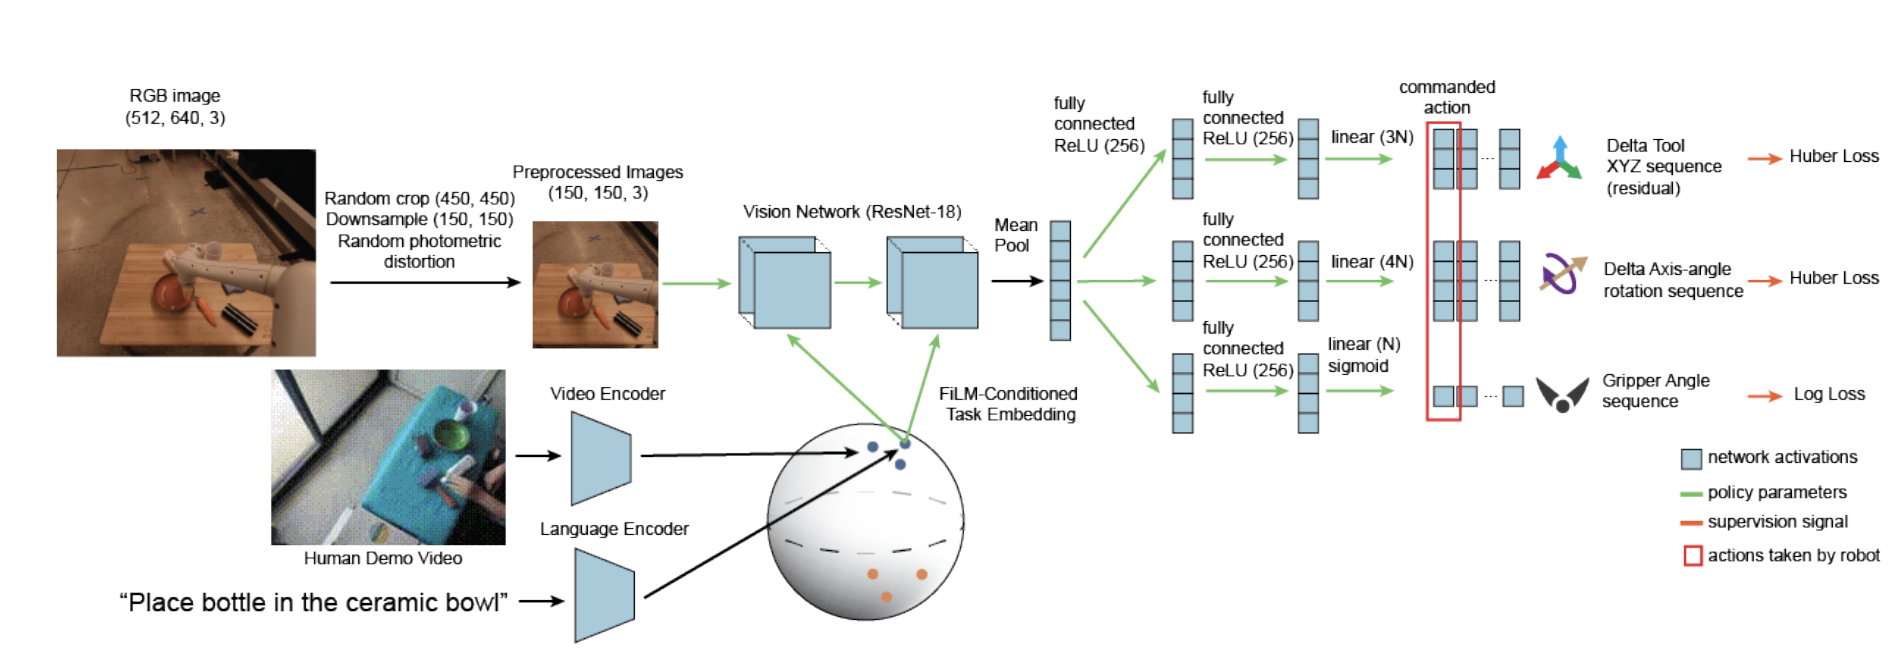 RGB image
(512, 640, 3)
Random crop (450, 450)
Downsample (150, 150)
Random photometric
distortion
Preprocessed Images
(150, 150, 3)
Vision Network (ResNet-18)
Mean
Pool
fully
connected
ReLU (256)
fully
connected
ReLU (256)
linear (3N)
commanded
action
...
Delta Tool
XYZ sequence
(residual)
Huber Loss
fully
connected
ReLU (256)
linear (4N)
...
Delta Axis-angle
rotation sequence
Huber Loss
fully
connected
ReLU (256)
linear (N)
sigmoid
...
Gripper Angle
sequence
Log Loss
Human Demo Video
Video Encoder
FiLM-Conditioned
Task Embedding
Language Encoder
“Place bottle in the ceramic bowl”
network activations
policy parameters
supervision signal
actions taken by robot